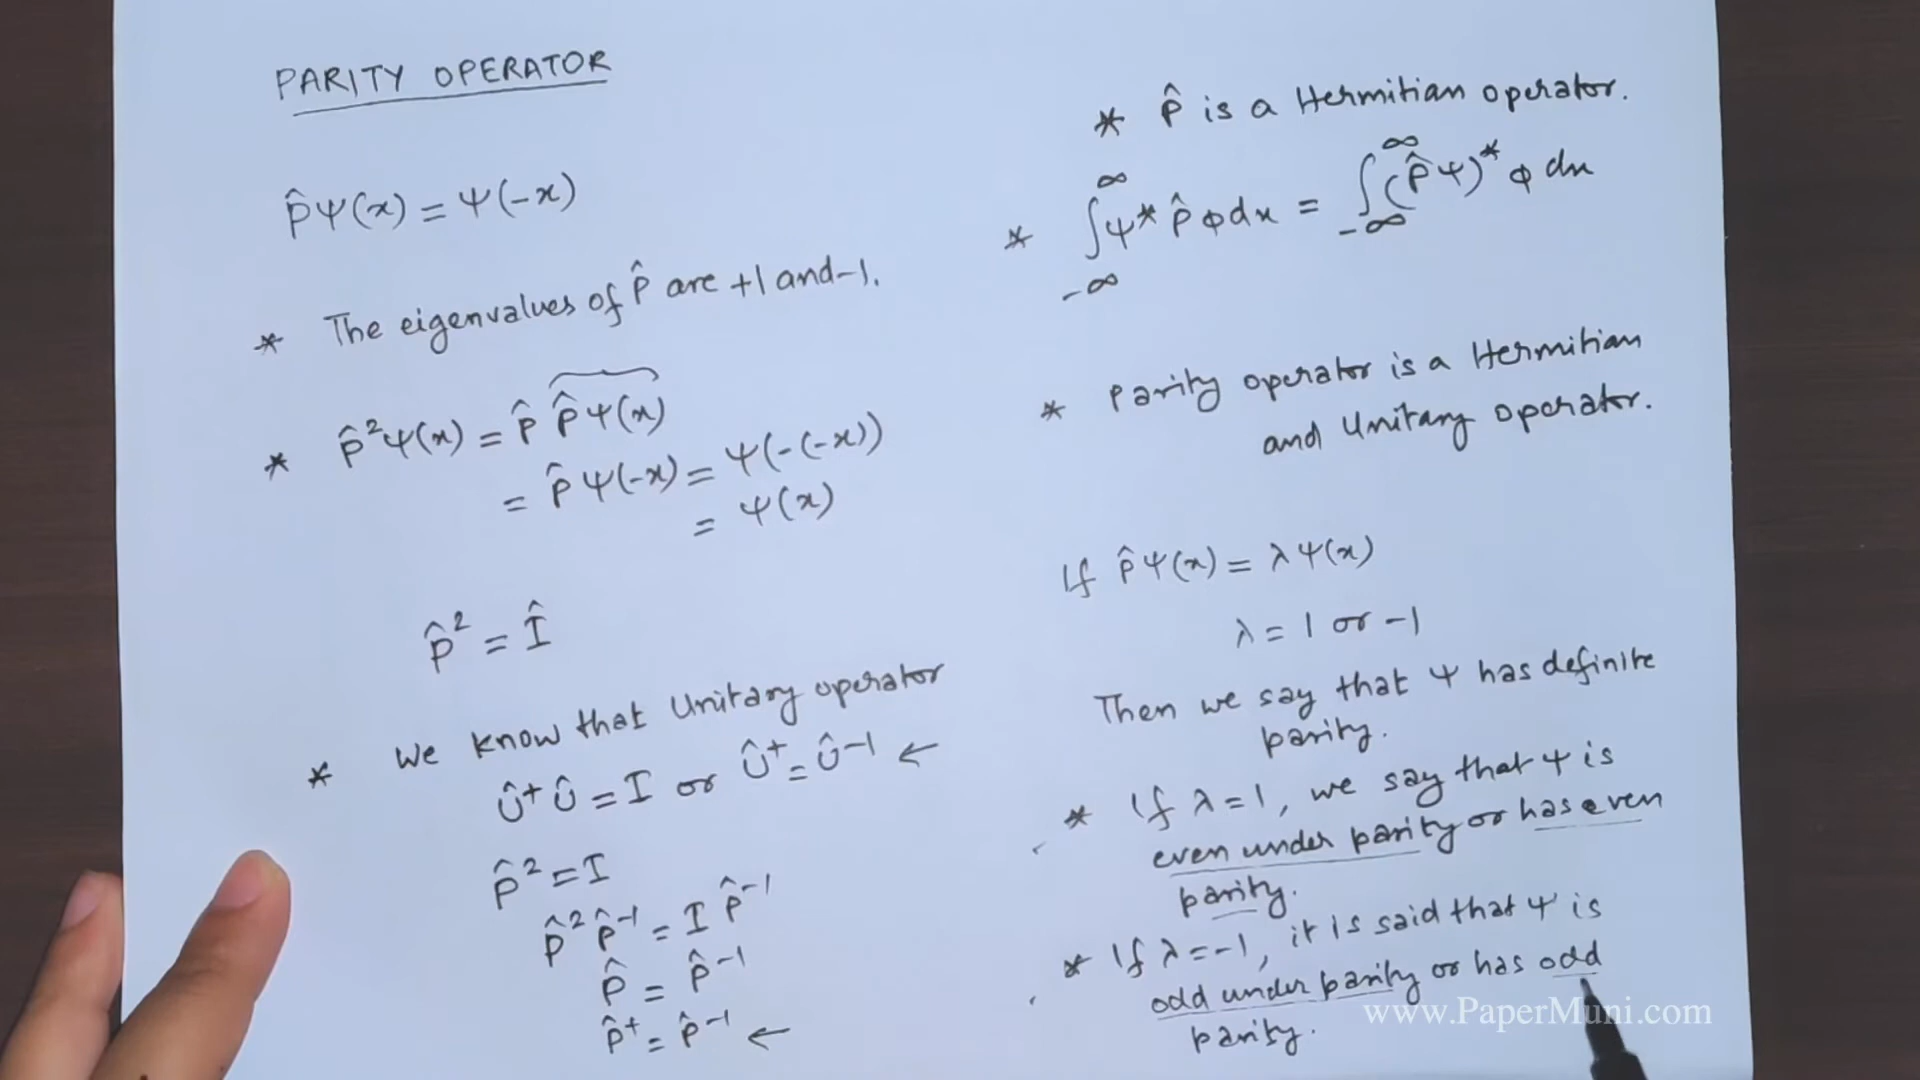 PARITY OPERATOR
P̂Ψ(x) = Ψ(-x)
* The eigenvalues of P̂ are +1 and -1.
* P̂²Ψ(x) = P̂ P̂Ψ(x)
= P̂Ψ(-x) = Ψ(-(-x))
= Ψ(x)
P̂² = Î
* We know that Unitary operator
Û⁺Û = I or Û⁺ = Û⁻¹ ←
P̂² = I
P̂² P̂⁻¹ = I P̂⁻¹
P̂ = P̂⁻¹
P̂⁺ = P̂⁻¹ ←
* P̂ is a Hermitian operator.
* ∫_{-∞}^{∞} Ψ* P̂ φ dx = ∫_{-∞}^{∞} (P̂Ψ)* φ dx
* Parity operator is a Hermitian
and Unitary operator.
If P̂Ψ(x) = λΨ(x)
λ = 1 or -1
Then we say that Ψ has definite
parity.
* If λ = 1, we say that Ψ is
even under parity or has even
parity.
* If λ = -1, it is said that Ψ is
odd under parity or has odd
parity.
www.PaperMuni.com